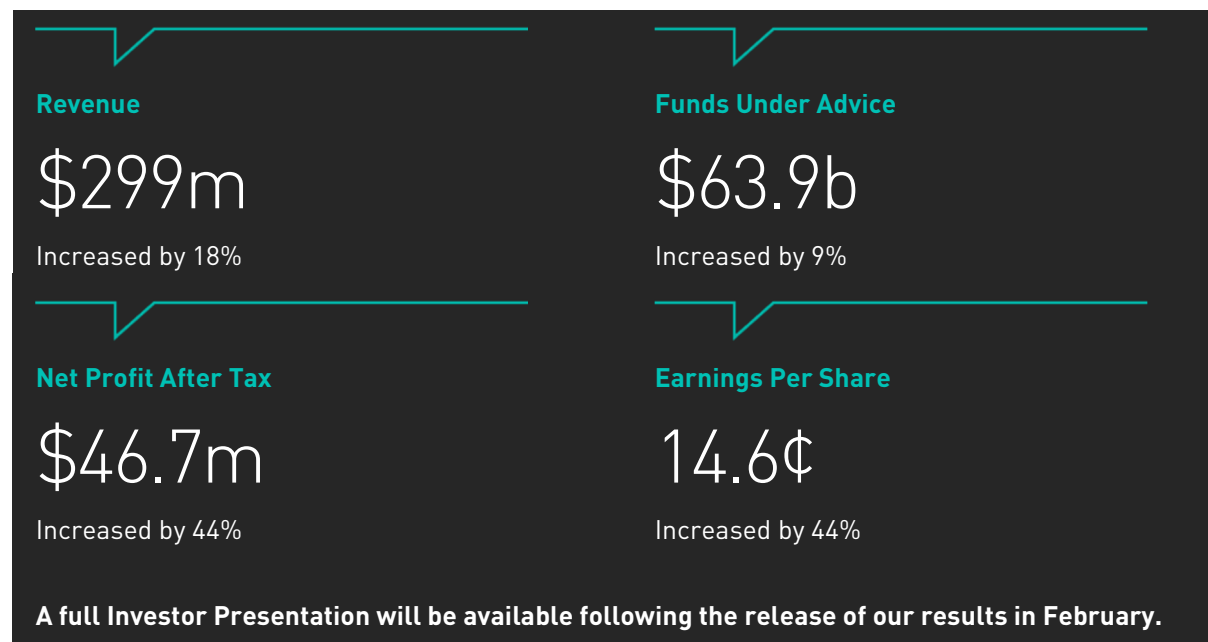 Revenue
$299m
Increased by 18%
Funds Under Advice
$63.9b
Increased by 9%
Net Profit After Tax
$46.7m
Increased by 44%
Earnings Per Share
14.6¢
Increased by 44%
A full Investor Presentation will be available following the release of our results in February.